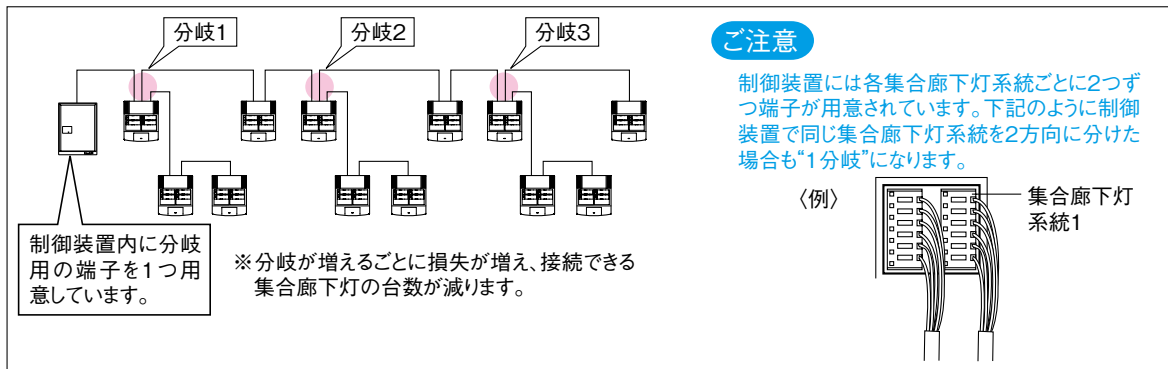 分岐1
分岐2
分岐3
制御装置内に分岐
用の端子を1つ用
意しています。
※分岐が増えるごとに損失が増え、接続できる
集合廊下灯の台数が減ります。
ご注意
制御装置には各集合廊下灯系統ごとに2つず
つ端子が用意されています。下記のように制御
装置で同じ集合廊下灯系統を2方向に分けた
場合も“1分岐”になります。
〈例〉
集合廊下灯
系統1